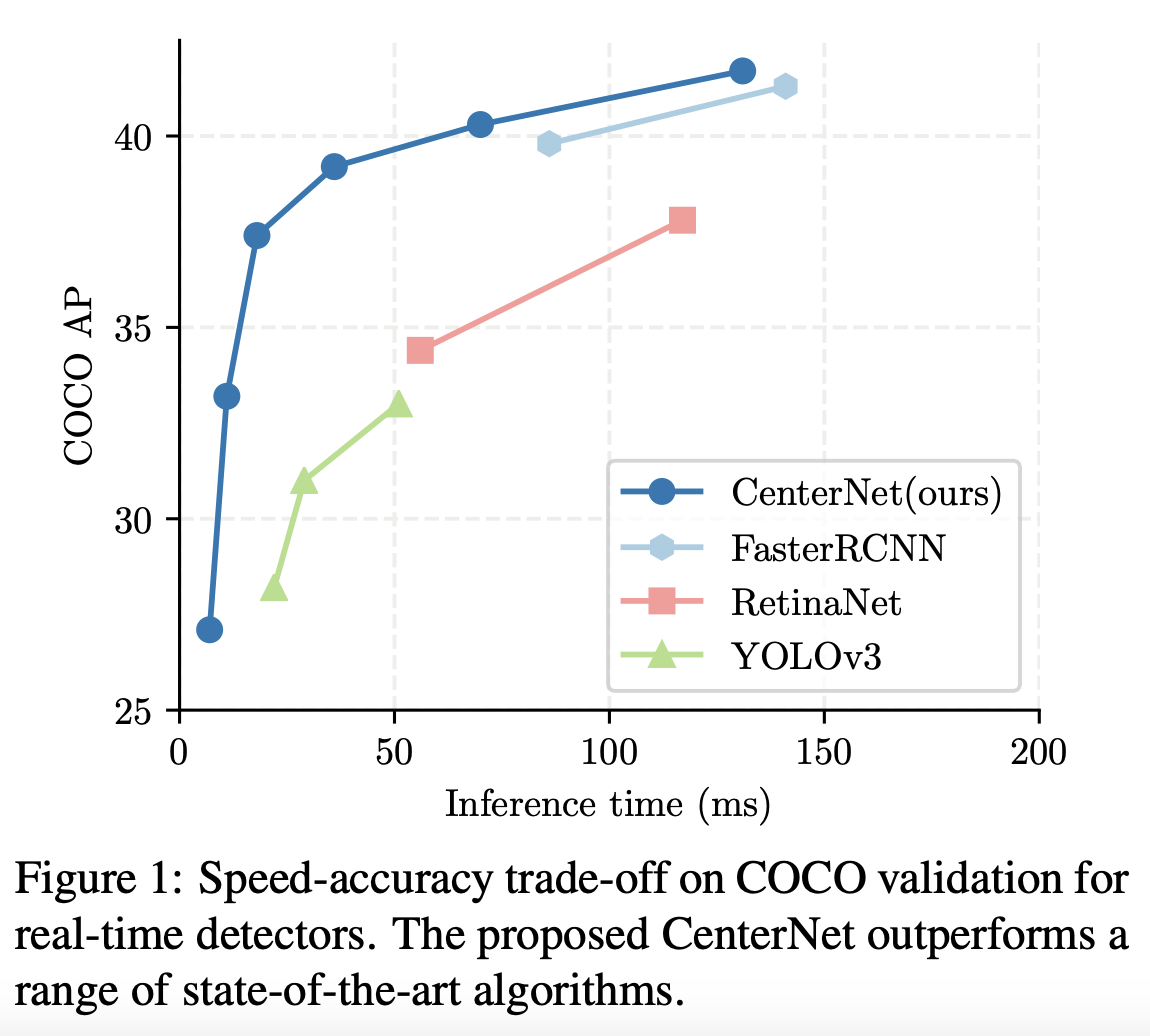 40
35
30
25
COCO AP
0 50 100 150 200
Inference time (ms)
CenterNet(ours)
FasterRCNN
RetinaNet
YOLOv3
Figure 1: Speed-accuracy trade-off on COCO validation for
real-time detectors. The proposed CenterNet outperforms a
range of state-of-the-art algorithms.